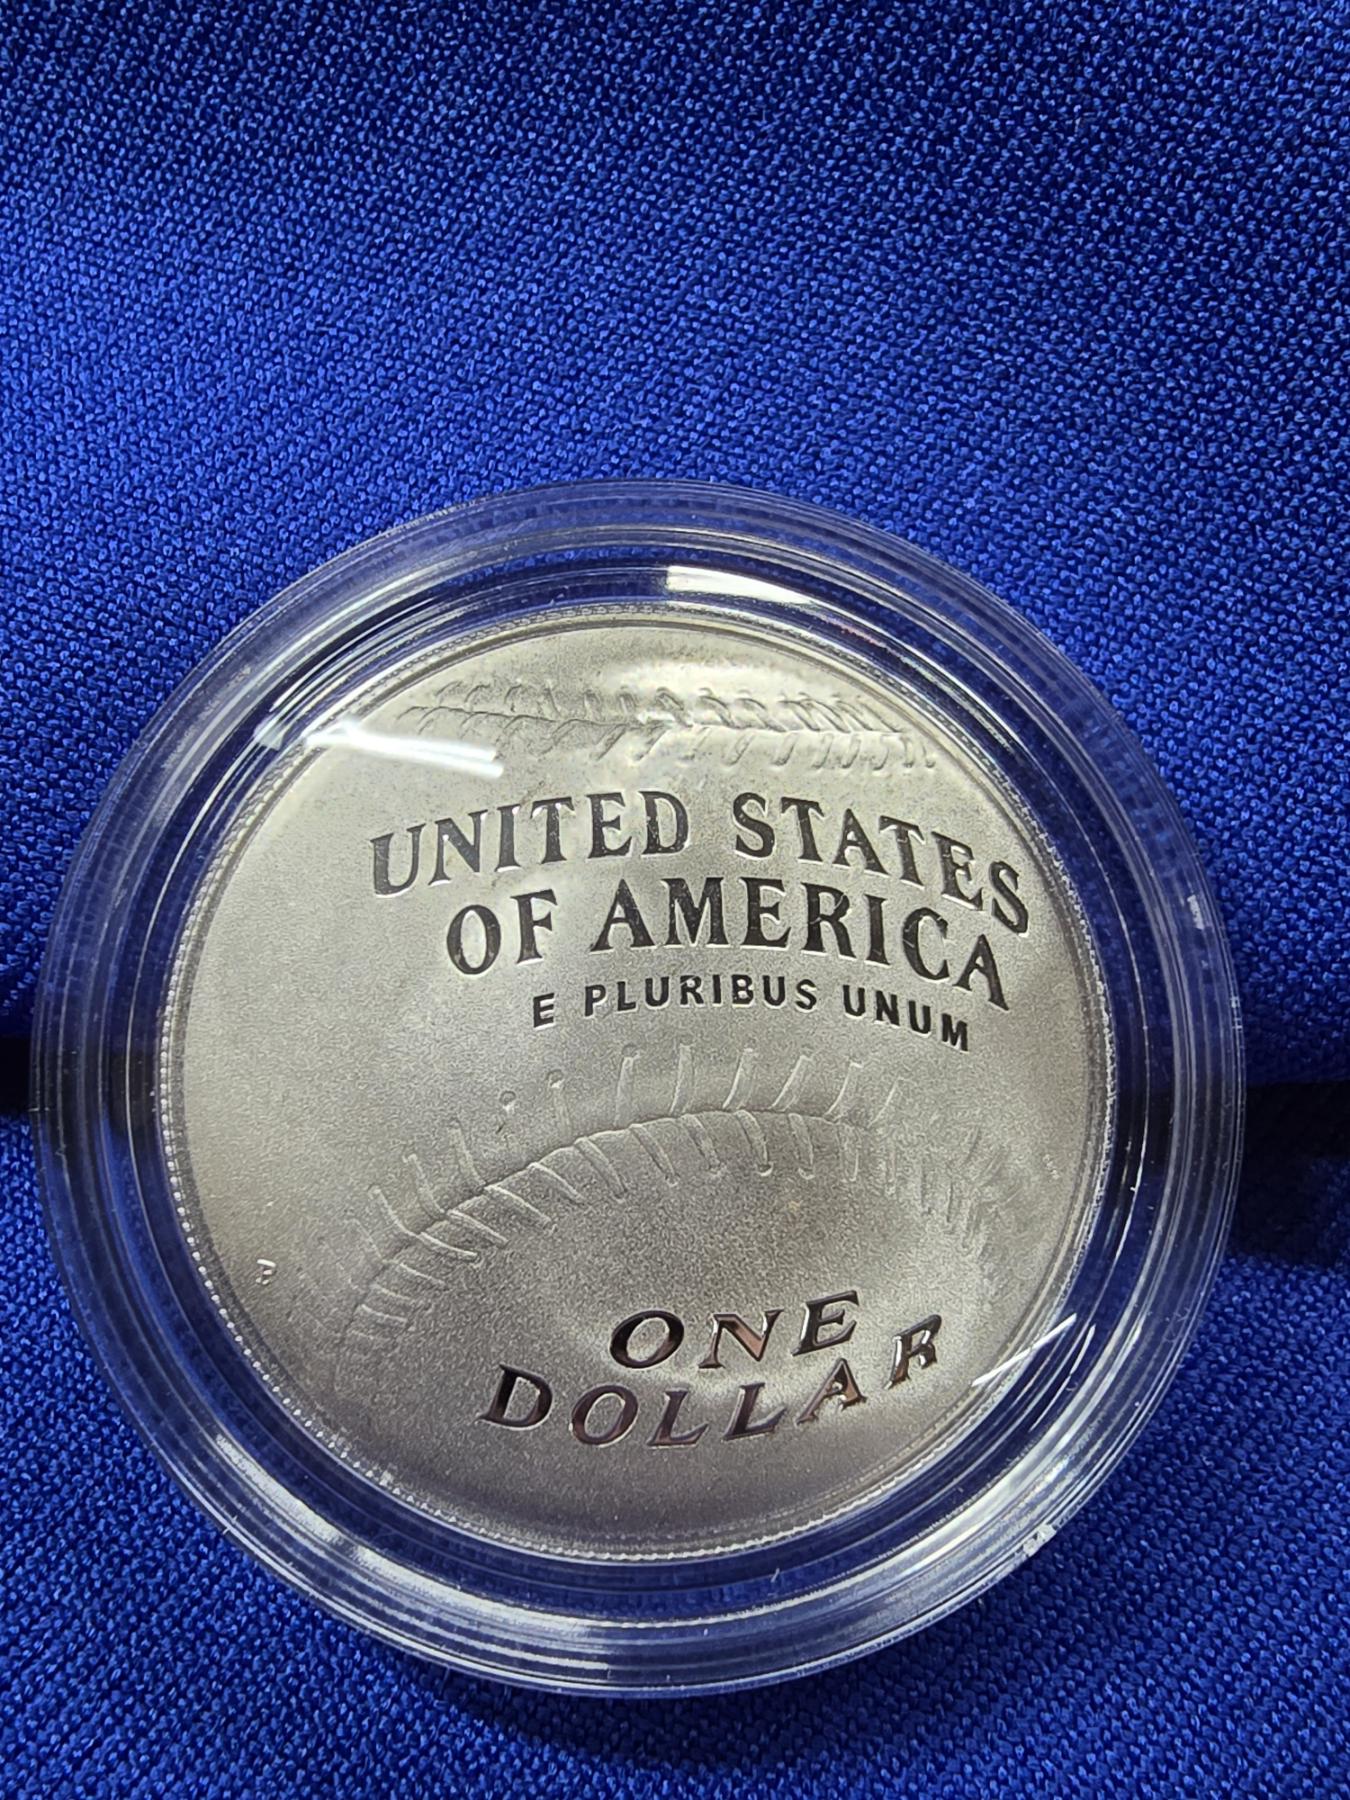 UNITED STATES
OF AMERICA
E PLURIBUS UNUM
P
ONE
DOLLAR